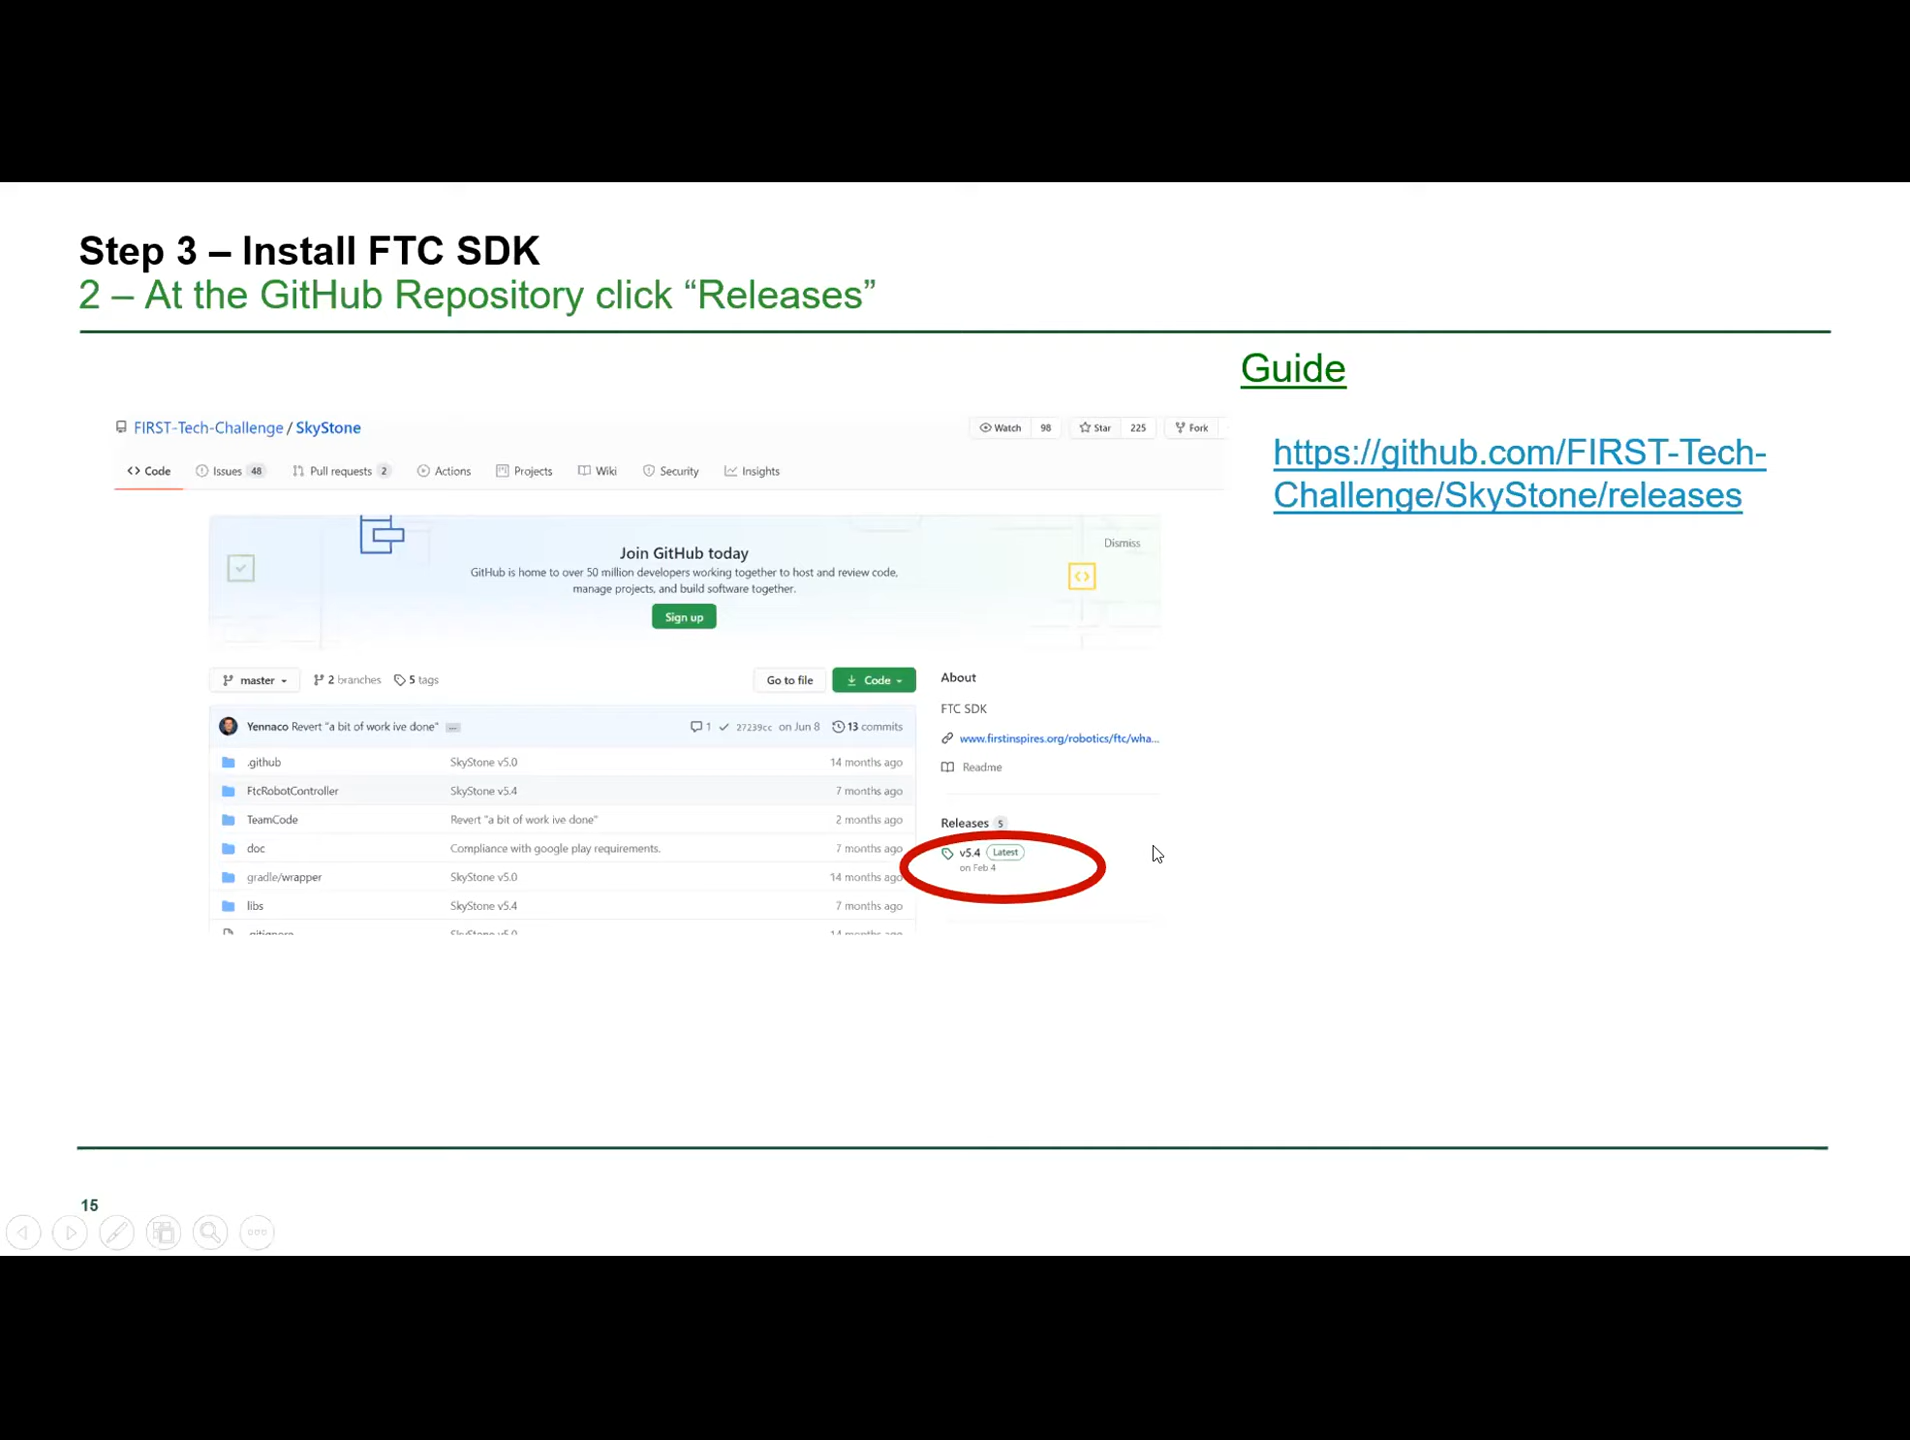 Step 3 – Install FTC SDK
2 – At the GitHub Repository click “Releases”
Guide
https://github.com/FIRST-Tech-
Challenge/SkyStone/releases
FIRST-Tech-Challenge / SkyStone
Watch 98 Star 225 Fork
Code Issues 48 Pull requests 2 Actions Projects Wiki Security Insights
Join GitHub today
Dismiss
GitHub is home to over 50 million developers working together to host and review code,
manage projects, and build software together.
Sign up
master 2 branches 5 tags Go to file Code
Yennaco Revert "a bit of work ive done" ... 1 27239cc on Jun 8 13 commits
.github SkyStone v5.0 14 months ago
FtcRobotController SkyStone v5.4 7 months ago
TeamCode Revert "a bit of work ive done" 2 months ago
doc Compliance with google play requirements. 7 months ago
gradle/wrapper SkyStone v5.0 14 months ago
libs SkyStone v5.4 7 months ago
.gitignore SkyStone v5.0 14 months ago
About
FTC SDK
www.firstinspires.org/robotics/ftc/wha...
Readme
Releases 5
v5.4 Latest
on Feb 4
15